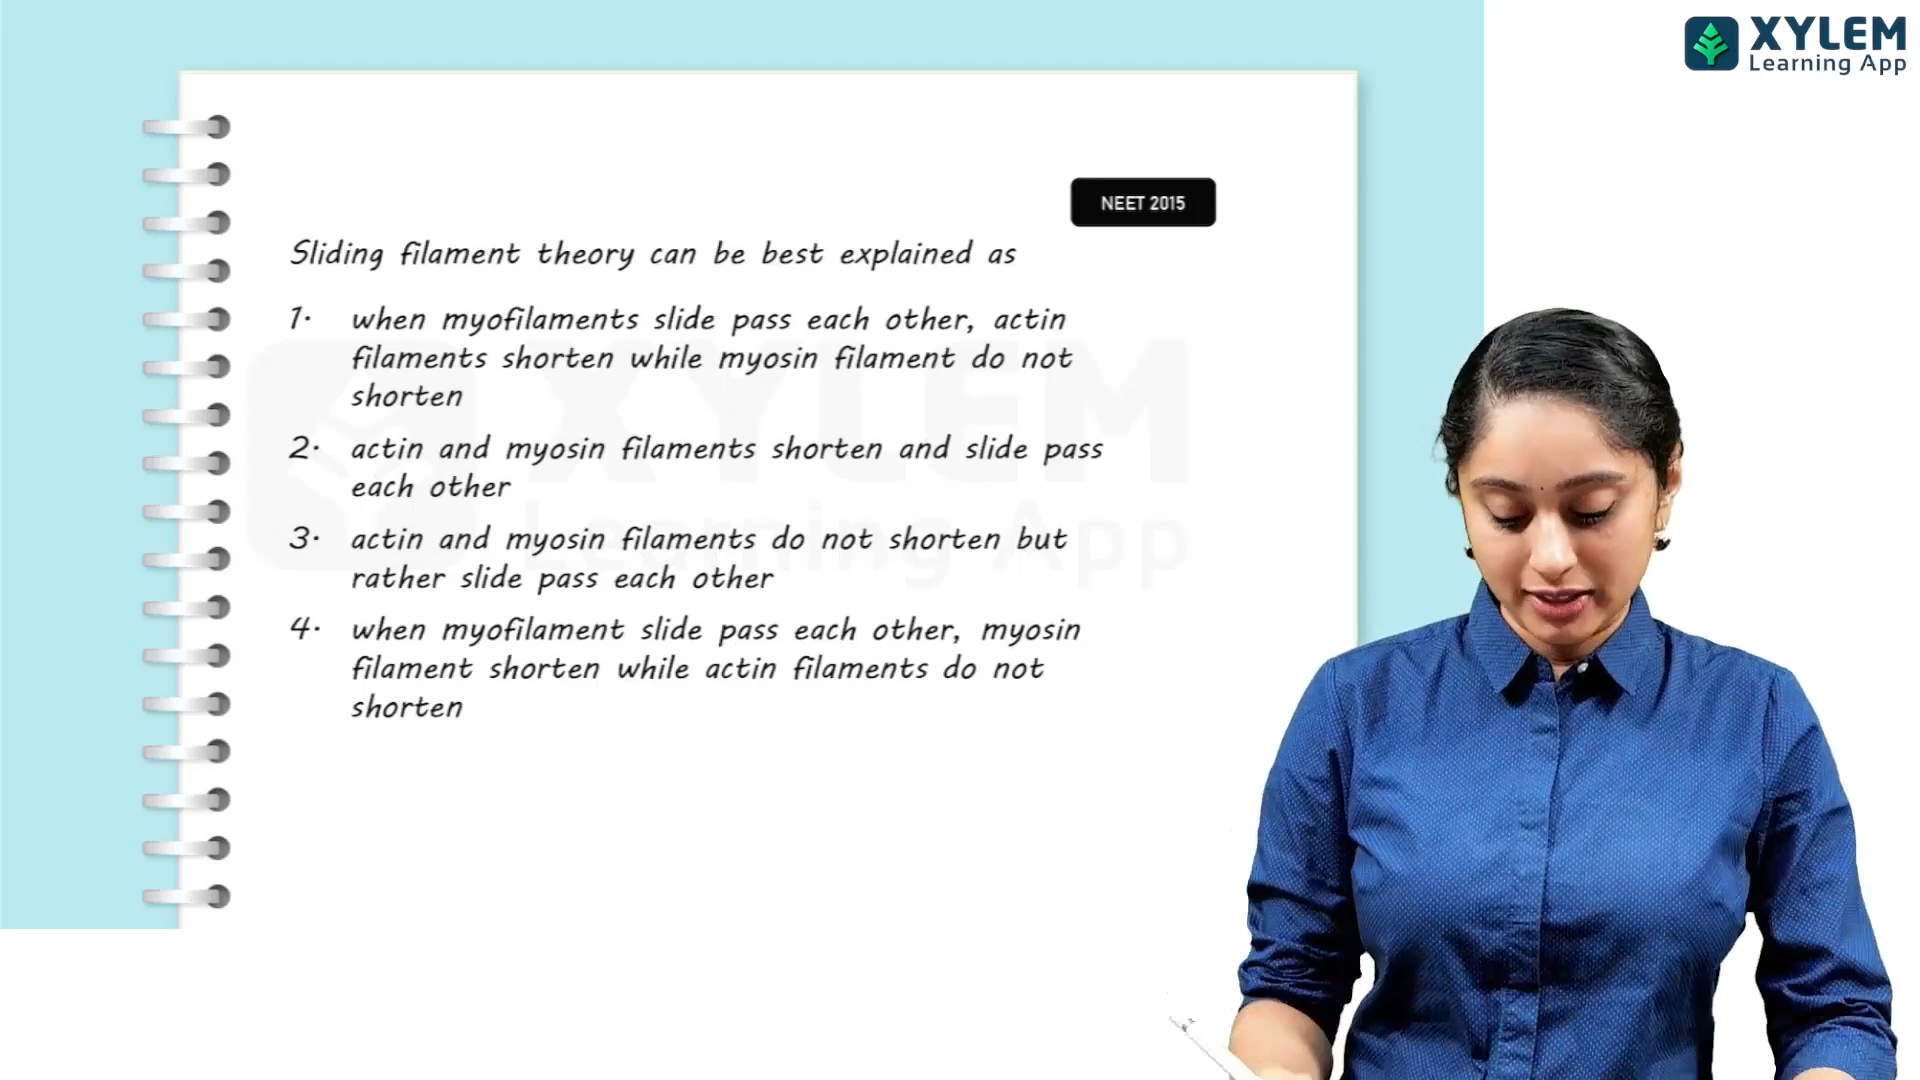 XYLEM
Learning App
NEET 2015
Sliding filament theory can be best explained as
1. when myofilaments slide pass each other, actin
filaments shorten while myosin filament do not
shorten
2. actin and myosin filaments shorten and slide pass
each other
3. actin and myosin filaments do not shorten but
rather slide pass each other
4. when myofilament slide pass each other, myosin
filament shorten while actin filaments do not
shorten
XYLEM
Learning App